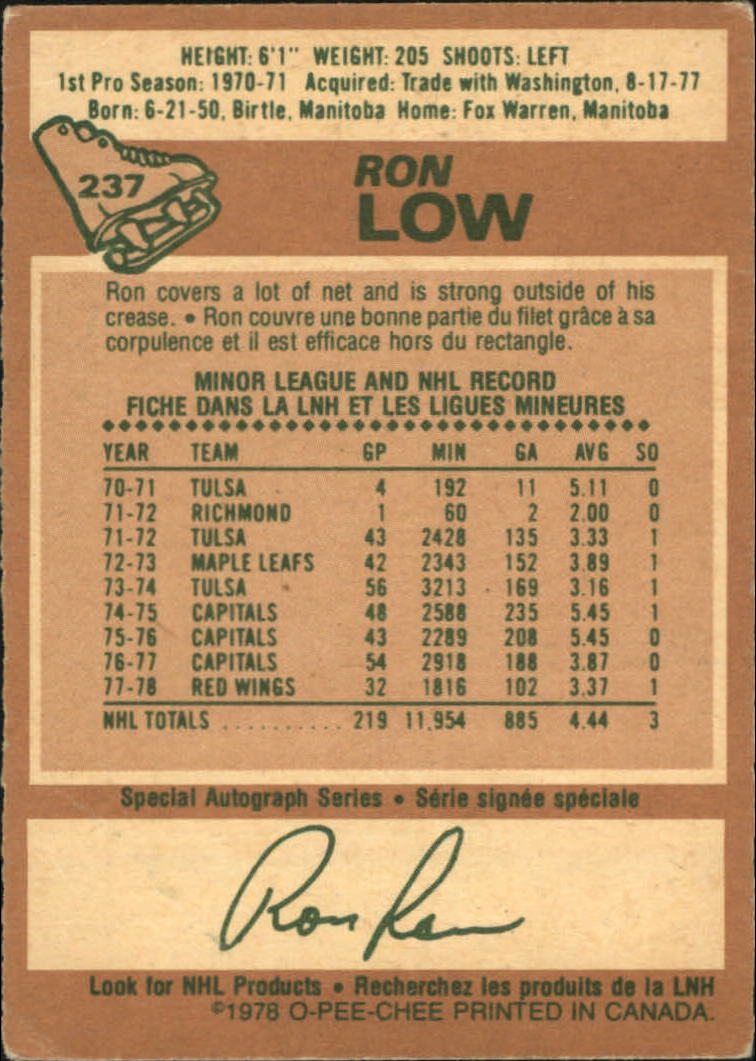 HEIGHT: 6'1" WEIGHT: 205 SHOOTS: LEFT
1st Pro Season: 1970-71 Acquired: Trade with Washington, 8-17-77
Born: 6-21-50, Birtle, Manitoba Home: Fox Warren, Manitoba
237
RON
LOW
Ron covers a lot of net and is strong outside of his
crease. • Ron couvre une bonne partie du filet grâce à sa
corpulence et il est efficace hors du rectangle.
MINOR LEAGUE AND NHL RECORD
FICHE DANS LA LNH ET LES LIGUES MINEURES
YEAR TEAM GP MIN GA AVG SO
70-71 TULSA 4 192 11 5.11 0
71-72 RICHMOND 1 60 2 2.00 0
71-72 TULSA 43 2428 135 3.33 1
72-73 MAPLE LEAFS 42 2343 152 3.89 1
73-74 TULSA 56 3213 169 3.16 1
74-75 CAPITALS 48 2588 235 5.45 1
75-76 CAPITALS 43 2289 208 5.45 0
76-77 CAPITALS 54 2918 188 3.87 0
77-78 RED WINGS 32 1816 102 3.37 1
NHL TOTALS .......... 219 11,954 885 4.44 3
Special Autograph Series • Série signée spéciale
Ron Low
Look for NHL Products • Recherchez les produits de la LNH
©1978 O-PEE-CHEE PRINTED IN CANADA.